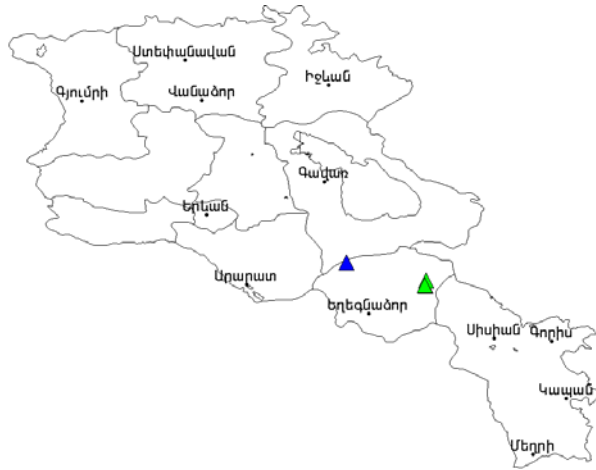 Ստեփանավան
Իջևան
Գյումրի
Վանաձոր
Գավառ
Երևան
Արարատ
Եղեգնաձոր
Սիսիան
Գորիս
Կապան
Մեղրի